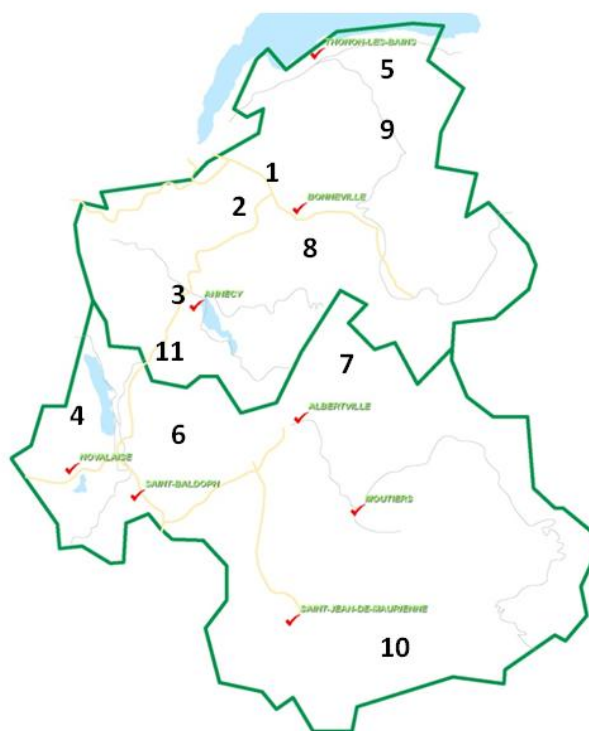 THONON-LES-BAINS
5
9
1
2
BONNEVILLE
8
3
ANNECY
11
7
4
ALBERTVILLE
6
NOVALAISE
SAINT-BALDOPH
MOUTIERS
SAINT-JEAN-DE-MAURIENNE
10